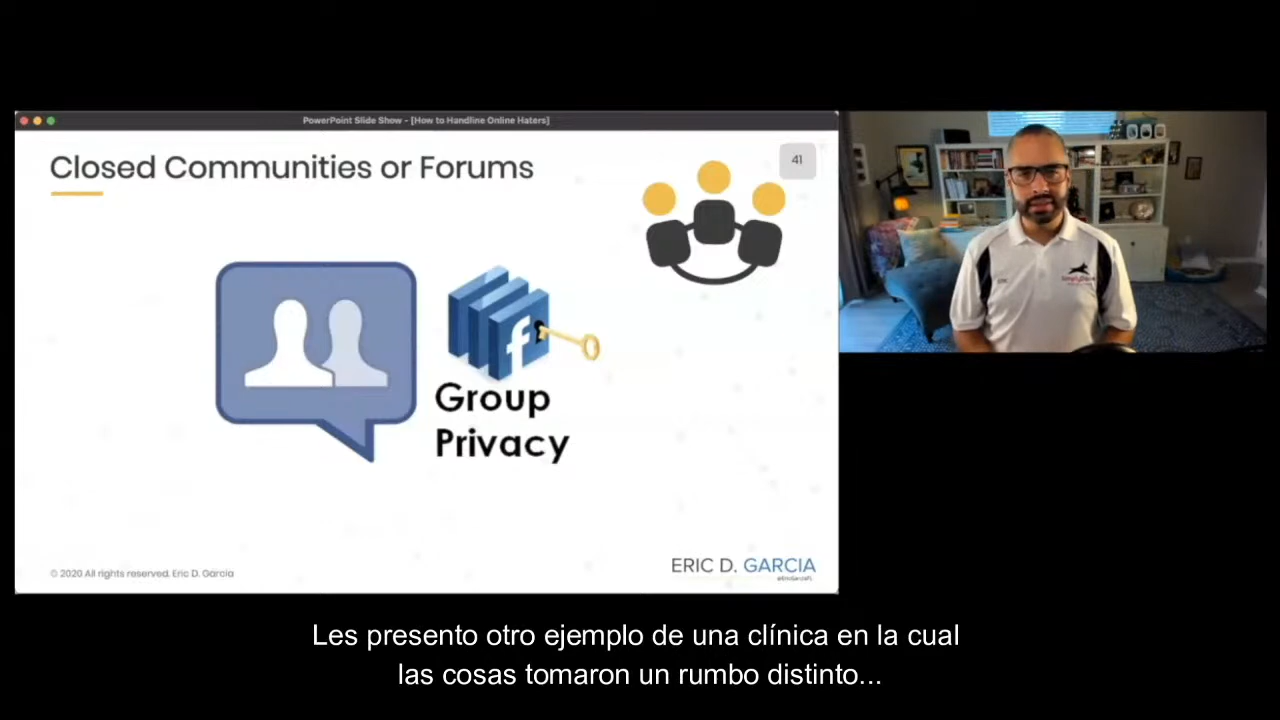 PowerPoint Slide Show - [How to Handline Online Haters]
Closed Communities or Forums
41
f
Group
Privacy
© 2020 All rights reserved. Eric D. Garcia
ERIC D. GARCIA
@EricGarciaFL
Les presento otro ejemplo de una clínica en la cual
las cosas tomaron un rumbo distinto...